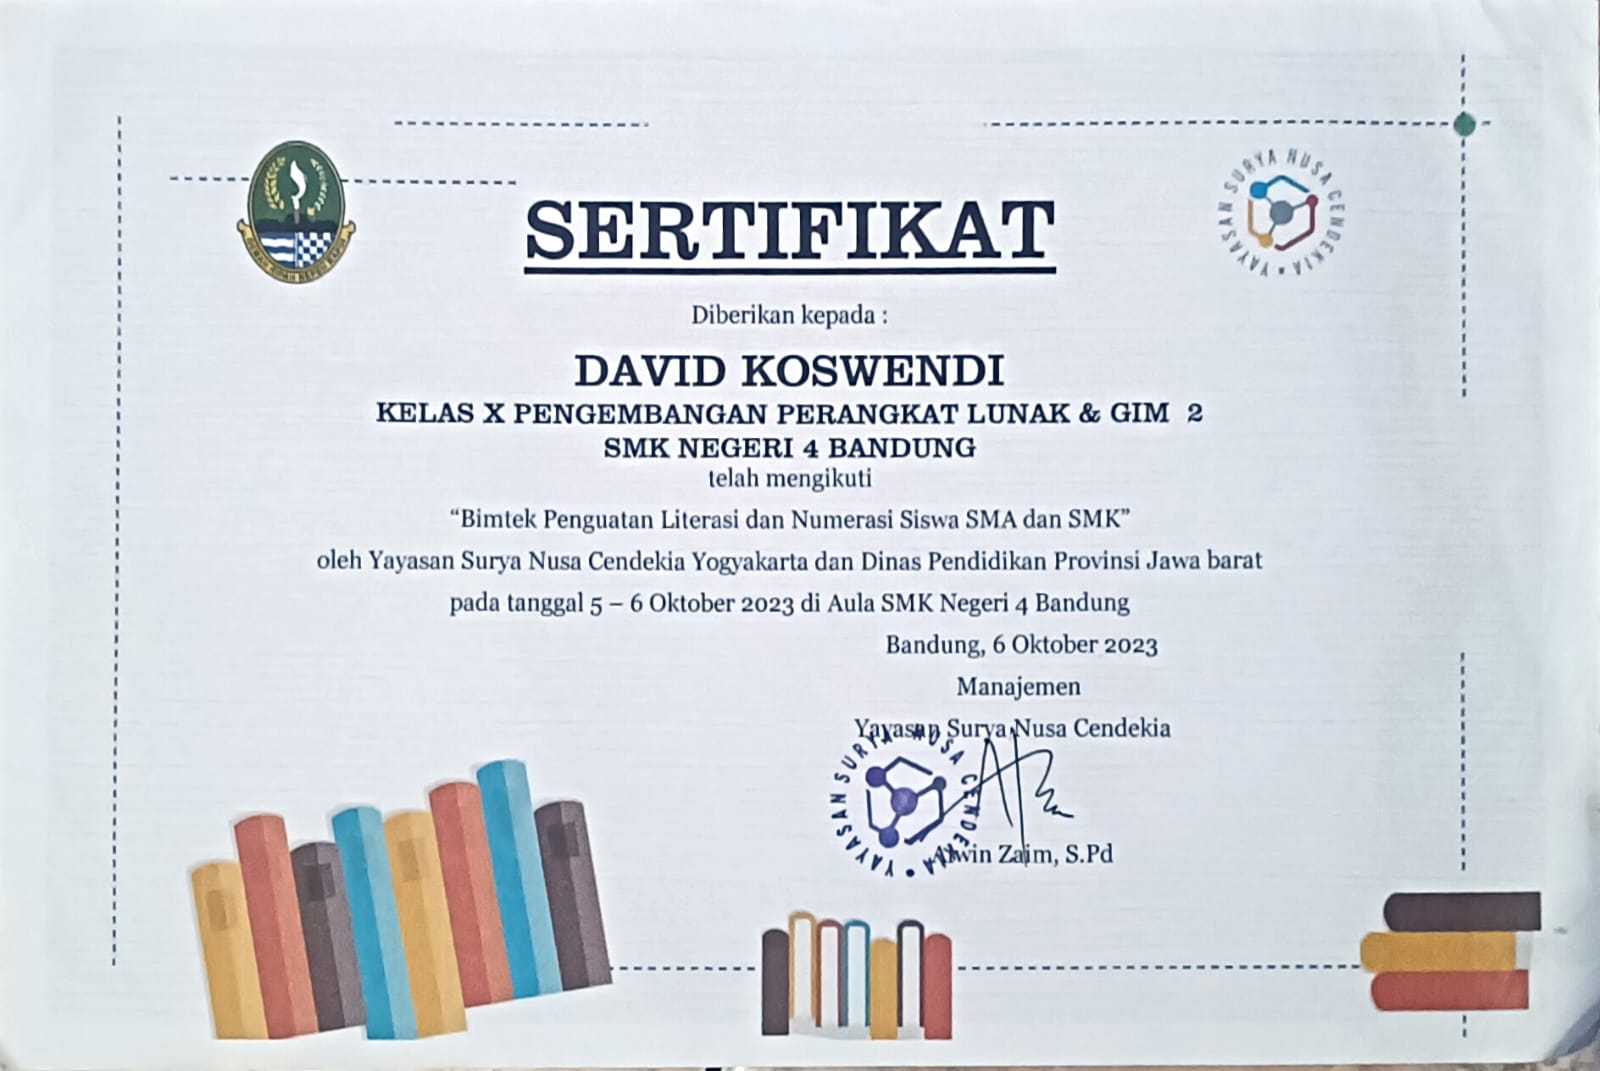 SERTIFIKAT
YAYASAN SURYA NUSA CENDEKIA
Diberikan kepada :
DAVID KOSWENDI
KELAS X PENGEMBANGAN PERANGKAT LUNAK & GIM 2
SMK NEGERI 4 BANDUNG
telah mengikuti
“Bimtek Penguatan Literasi dan Numerasi Siswa SMA dan SMK”
oleh Yayasan Surya Nusa Cendekia Yogyakarta dan Dinas Pendidikan Provinsi Jawa barat
pada tanggal 5 – 6 Oktober 2023 di Aula SMK Negeri 4 Bandung
Bandung, 6 Oktober 2023
Manajemen
Yayasan Surya Nusa Cendekia
YAYASAN SURYA NUSA CENDEKIA
Zaim, S.Pd